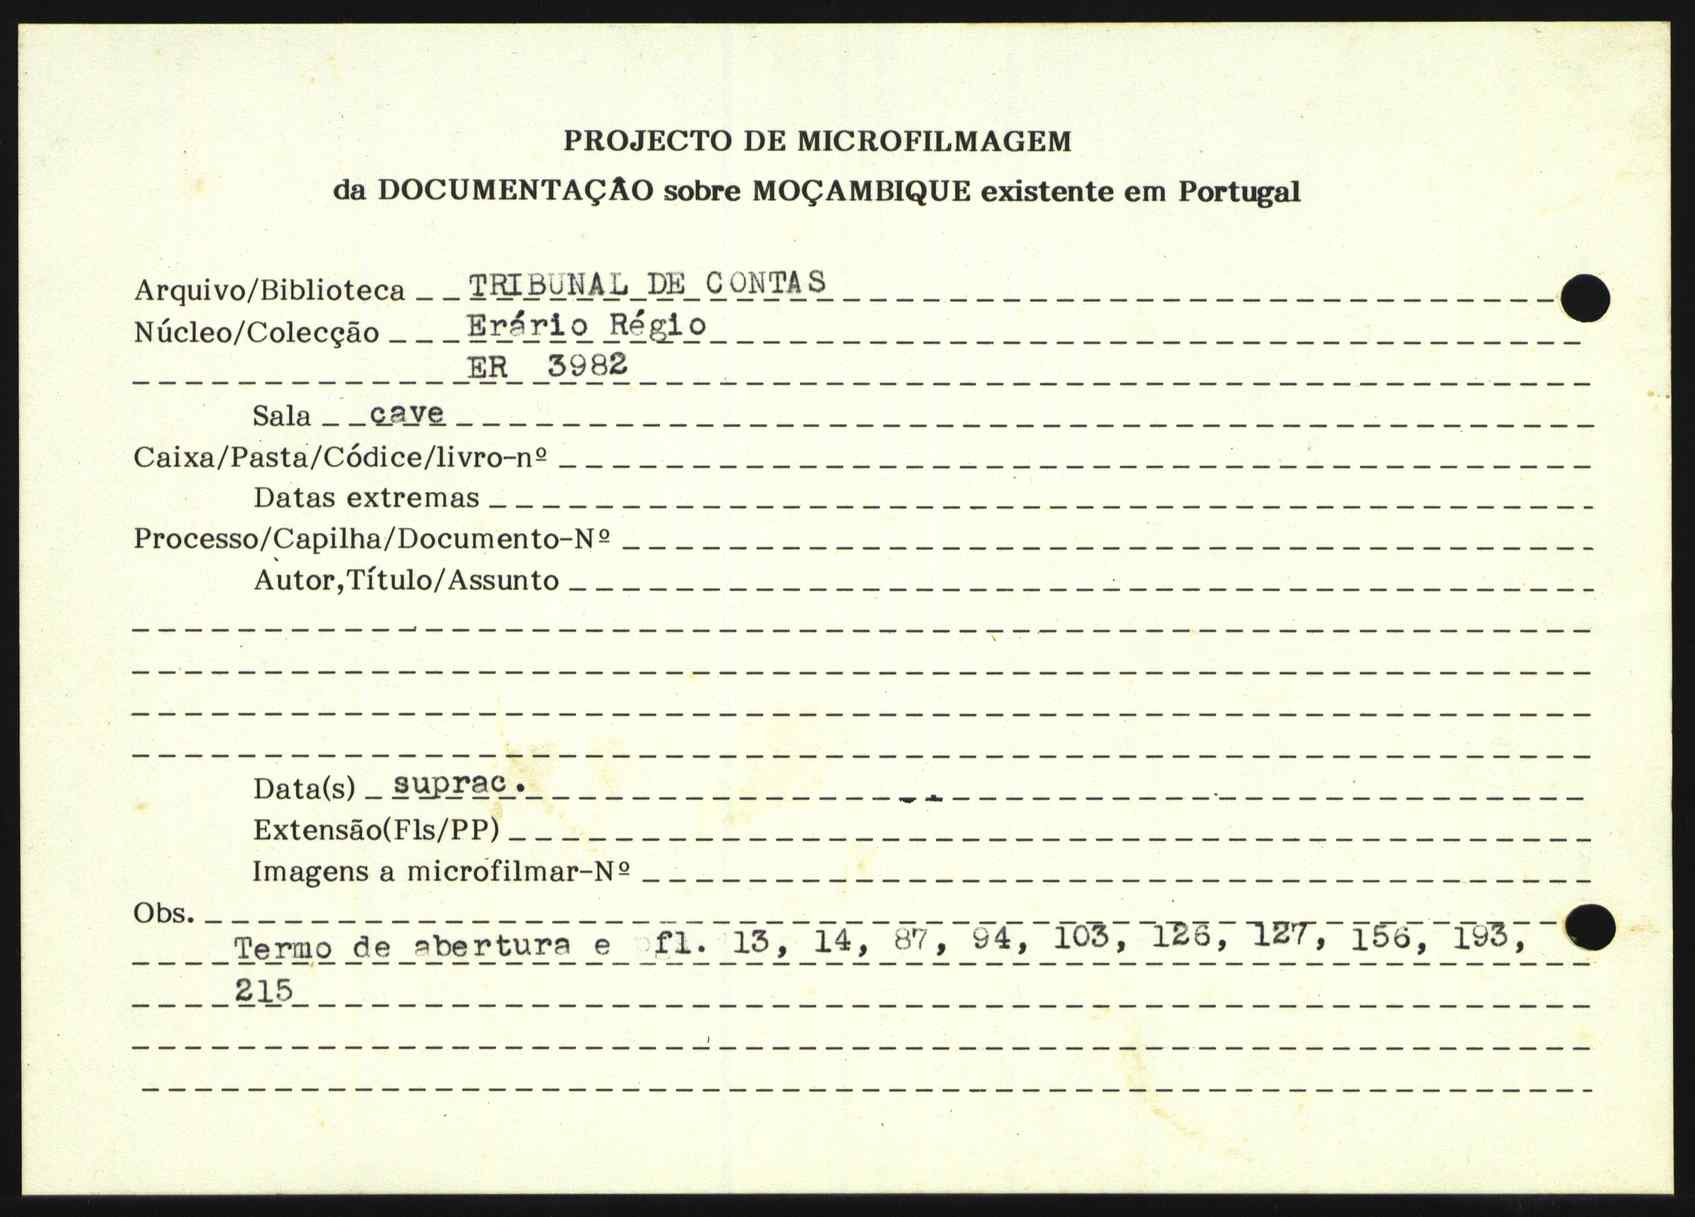 PROJECTO DE MICROFILMAGEM
da DOCUMENTAÇÃO sobre MOÇAMBIQUE existente em Portugal
Arquivo/Biblioteca TRIBUNAL DE CONTAS
Núcleo/Colecção Erário Régio
ER 3982
Sala cave
Caixa/Pasta/Códice/livro-nº
Datas extremas
Processo/Capilha/Documento-Nº
Autor,Título/Assunto
Data(s) suprac.
Extensão(Fls/PP)
Imagens a microfilmar-Nº
Obs.
Termo de abertura e fl. 13, 14, 87, 94, 103, 126, 127, 156, 193,
215